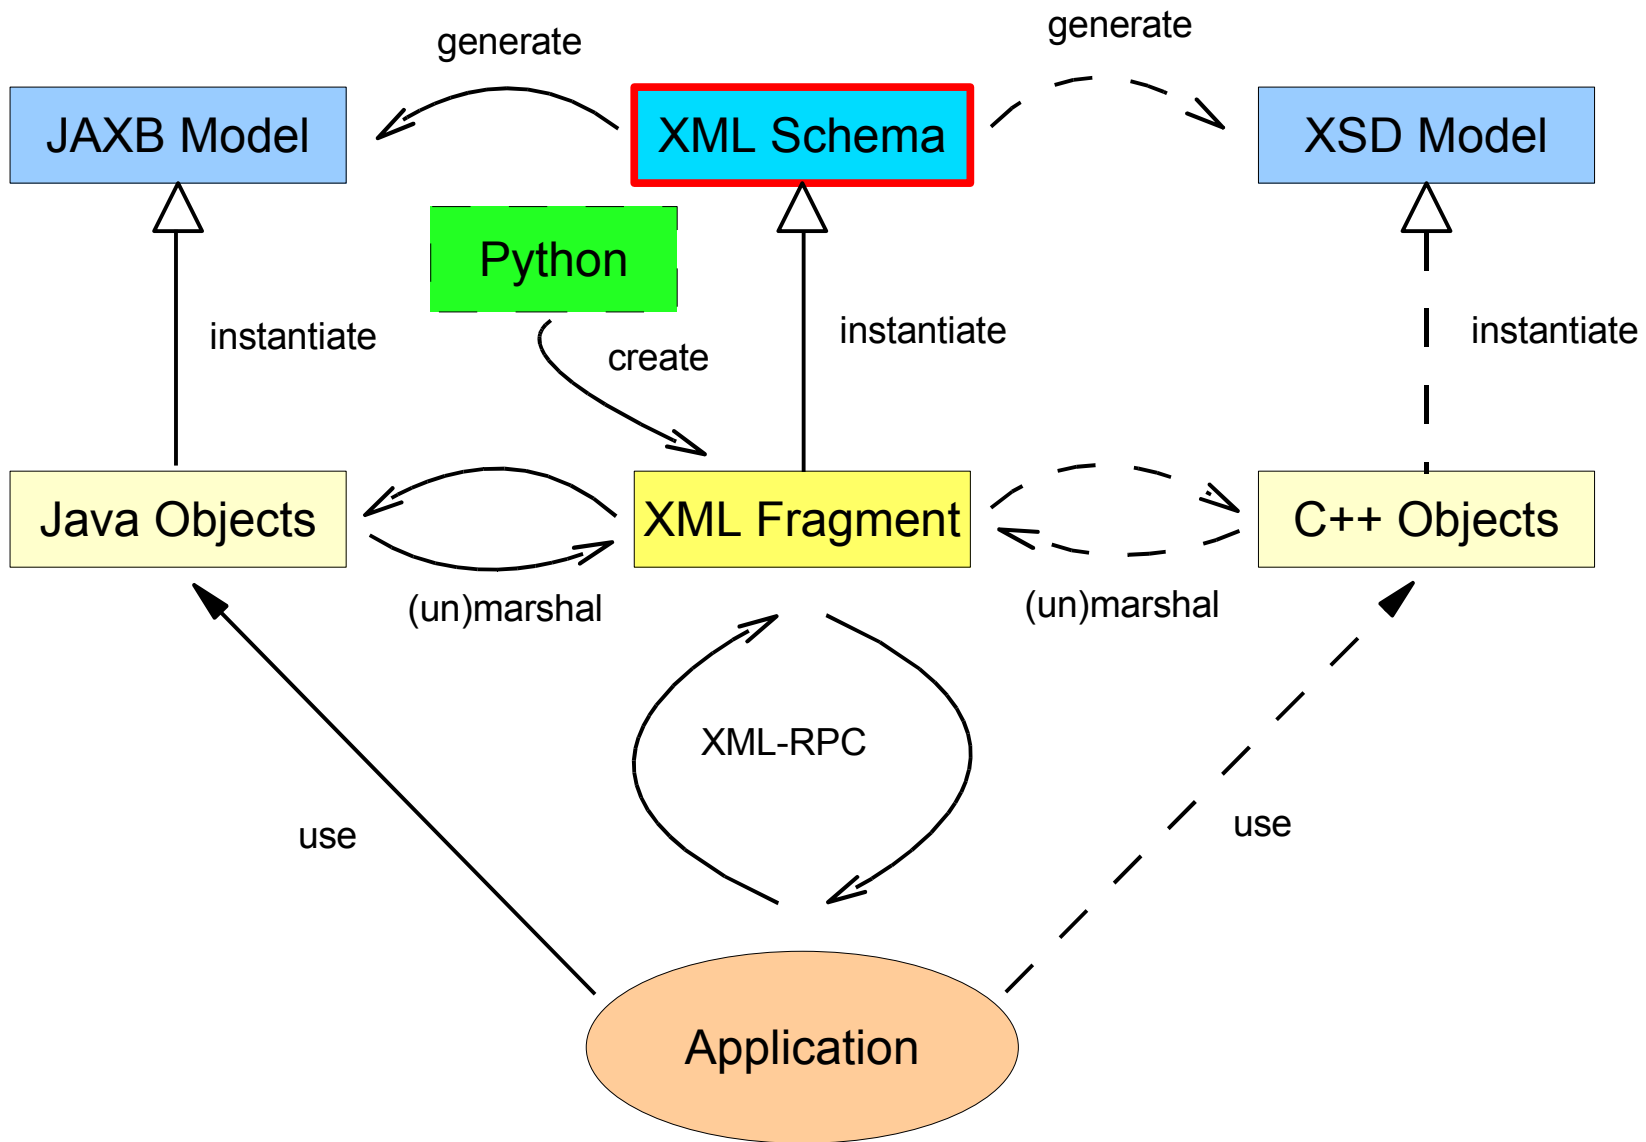 generate
generate
JAXB Model
XML Schema
XSD Model
Python
instantiate
create
instantiate
instantiate
Java Objects
XML Fragment
C++ Objects
(un)marshal
(un)marshal
XML-RPC
use
use
Application